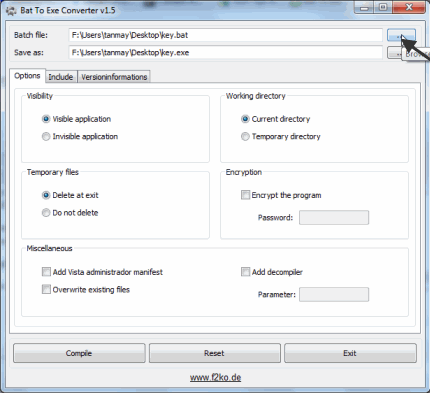 Bat To Exe Converter v1.5
Batch file: F:\Users\tanmay\Desktop\key.bat ...
Save as: F:\Users\tanmay\Desktop\key.exe ...
Options Include Versioninformations
Visibility Working directory
Visible application Current directory
Invisible application Temporary directory
Temporary files Encryption
Delete at exit Encrypt the program
Do not delete Password:
Miscellaneous
Add Vista administrador manifest Add decompiler
Overwrite existing files Parameter:
Compile Reset Exit
www.f2ko.de